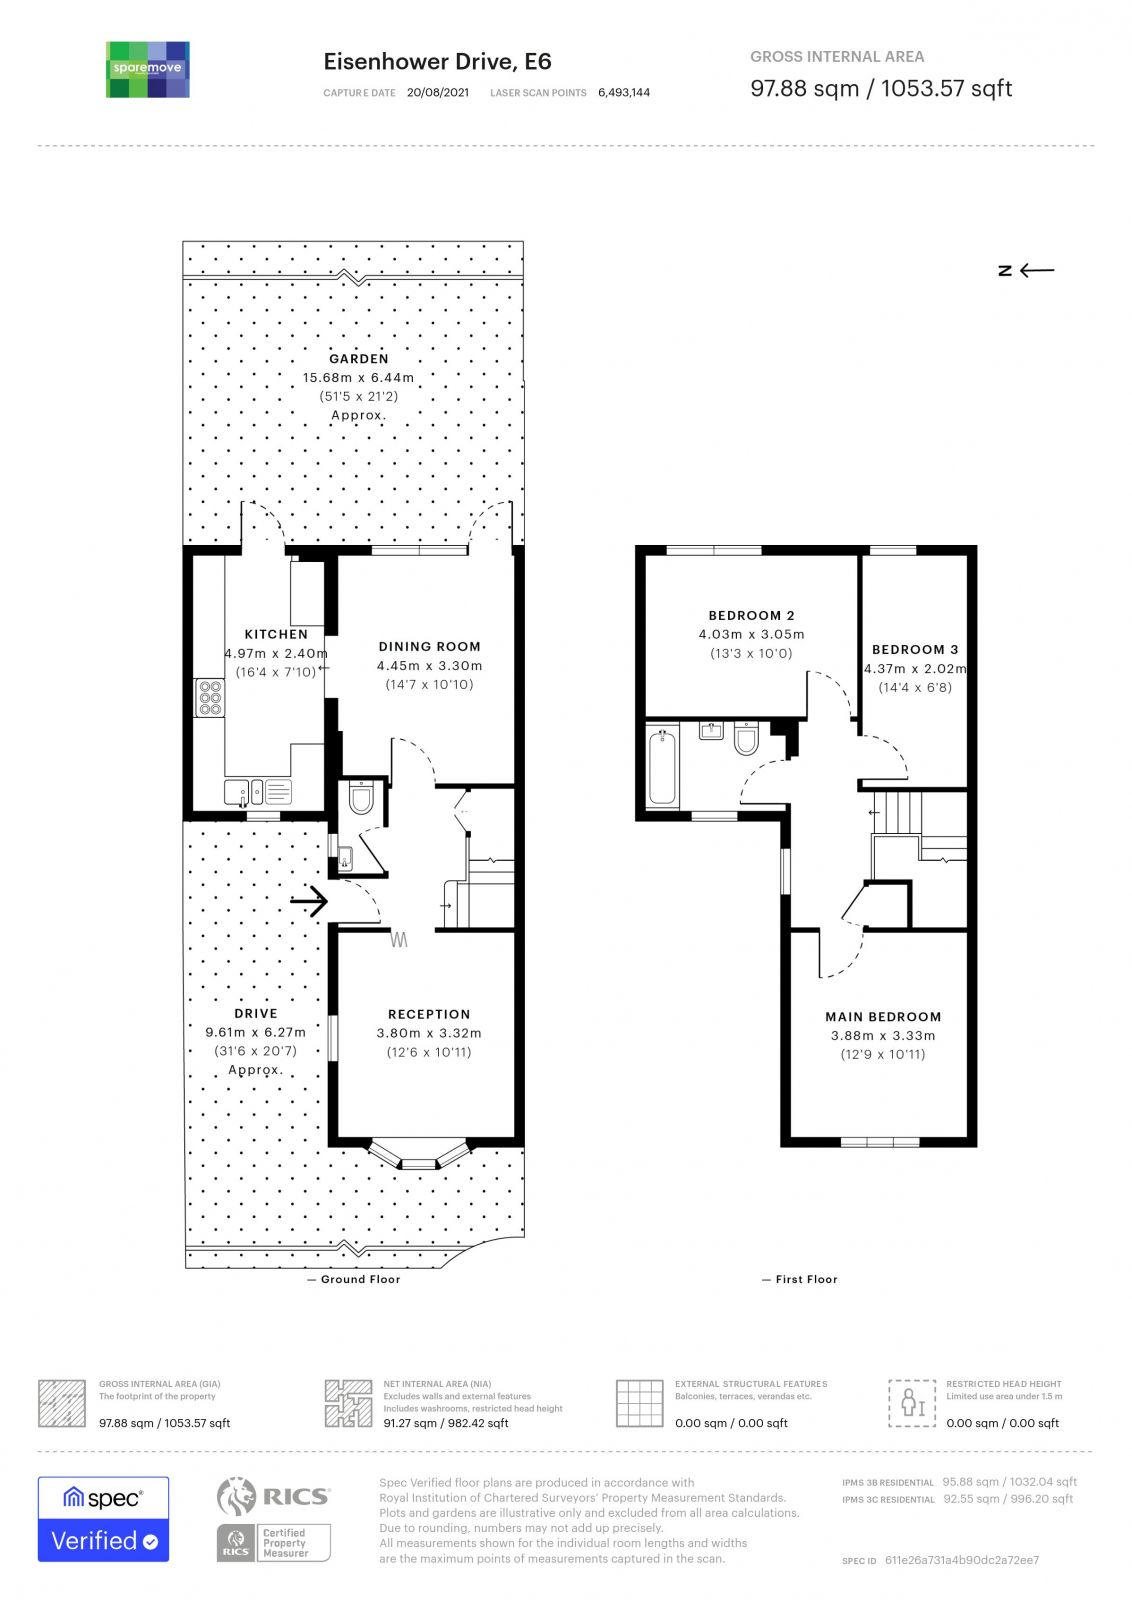 sparemove
Eisenhower Drive, E6
CAPTURE DATE 20/08/2021 LASER SCAN POINTS 6,493,144
GROSS INTERNAL AREA
97.88 sqm / 1053.57 sqft
N
GARDEN
15.68m x 6.44m
(51'5 x 21'2)
Approx.
KITCHEN
4.97m x 2.40m
(16'4 x 7'10)
DINING ROOM
4.45m x 3.30m
(14'7 x 10'10)
DRIVE
9.61m x 6.27m
(31'6 x 20'7)
Approx.
RECEPTION
3.80m x 3.32m
(12'6 x 10'11)
— Ground Floor
BEDROOM 2
4.03m x 3.05m
(13'3 x 10'0)
BEDROOM 3
4.37m x 2.02m
(14'4 x 6'8)
MAIN BEDROOM
3.88m x 3.33m
(12'9 x 10'11)
— First Floor
GROSS INTERNAL AREA (GIA)
The footprint of the property
97.88 sqm / 1053.57 sqft
NET INTERNAL AREA (NIA)
Excludes walls and external features
Includes washrooms, restricted head height
91.27 sqm / 982.42 sqft
EXTERNAL STRUCTURAL FEATURES
Balconies, terraces, verandas etc.
0.00 sqm / 0.00 sqft
RESTRICTED HEAD HEIGHT
Limited use area under 1.5 m
0.00 sqm / 0.00 sqft
spec®
Verified
RICS
RICS
Certified
Property
Measurer
Spec Verified floor plans are produced in accordance with
Royal Institution of Chartered Surveyors' Property Measurement Standards.
Plots and gardens are illustrative only and excluded from all area calculations.
Due to rounding, numbers may not add up precisely.
All measurements shown for the individual room lengths and widths
are the maximum points of measurements captured in the scan.
IPMS 3B RESIDENTIAL 95.88 sqm / 1032.04 sqft
IPMS 3C RESIDENTIAL 92.55 sqm / 996.20 sqft
SPEC ID 611e26a731a4b90dc2a72ee7